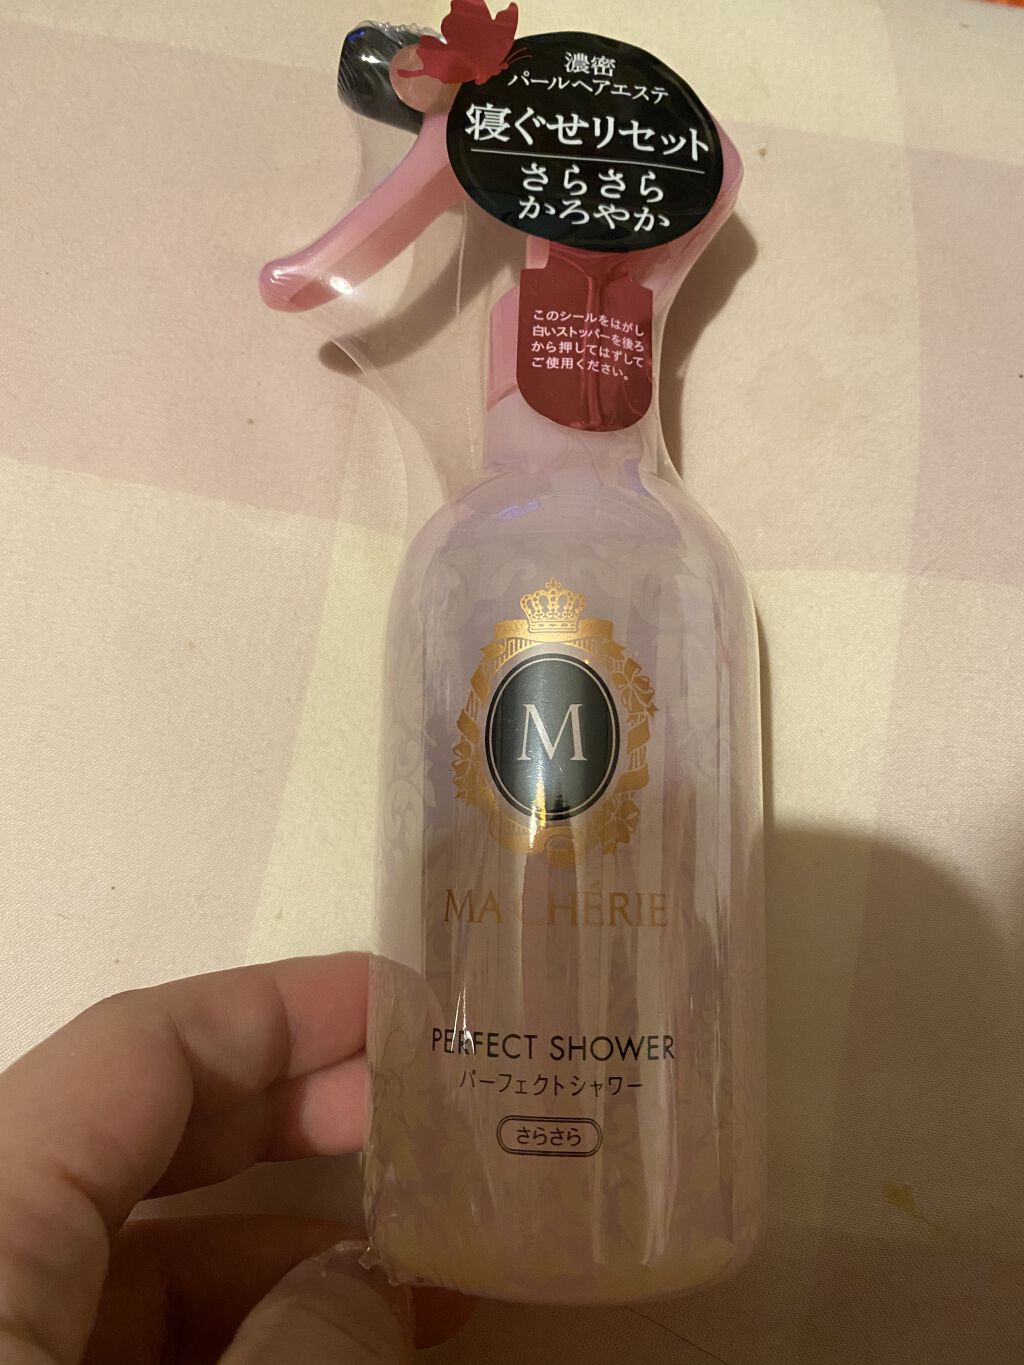 濃密
パールヘアエステ
寝ぐせリセット
さらさら
かろやか
このシールをはがし
白いストッパーを後ろ
から押してはずして
ご使用ください。
M
MA CHÉRIE
PERFECT SHOWER
パーフェクトシャワー
さらさら